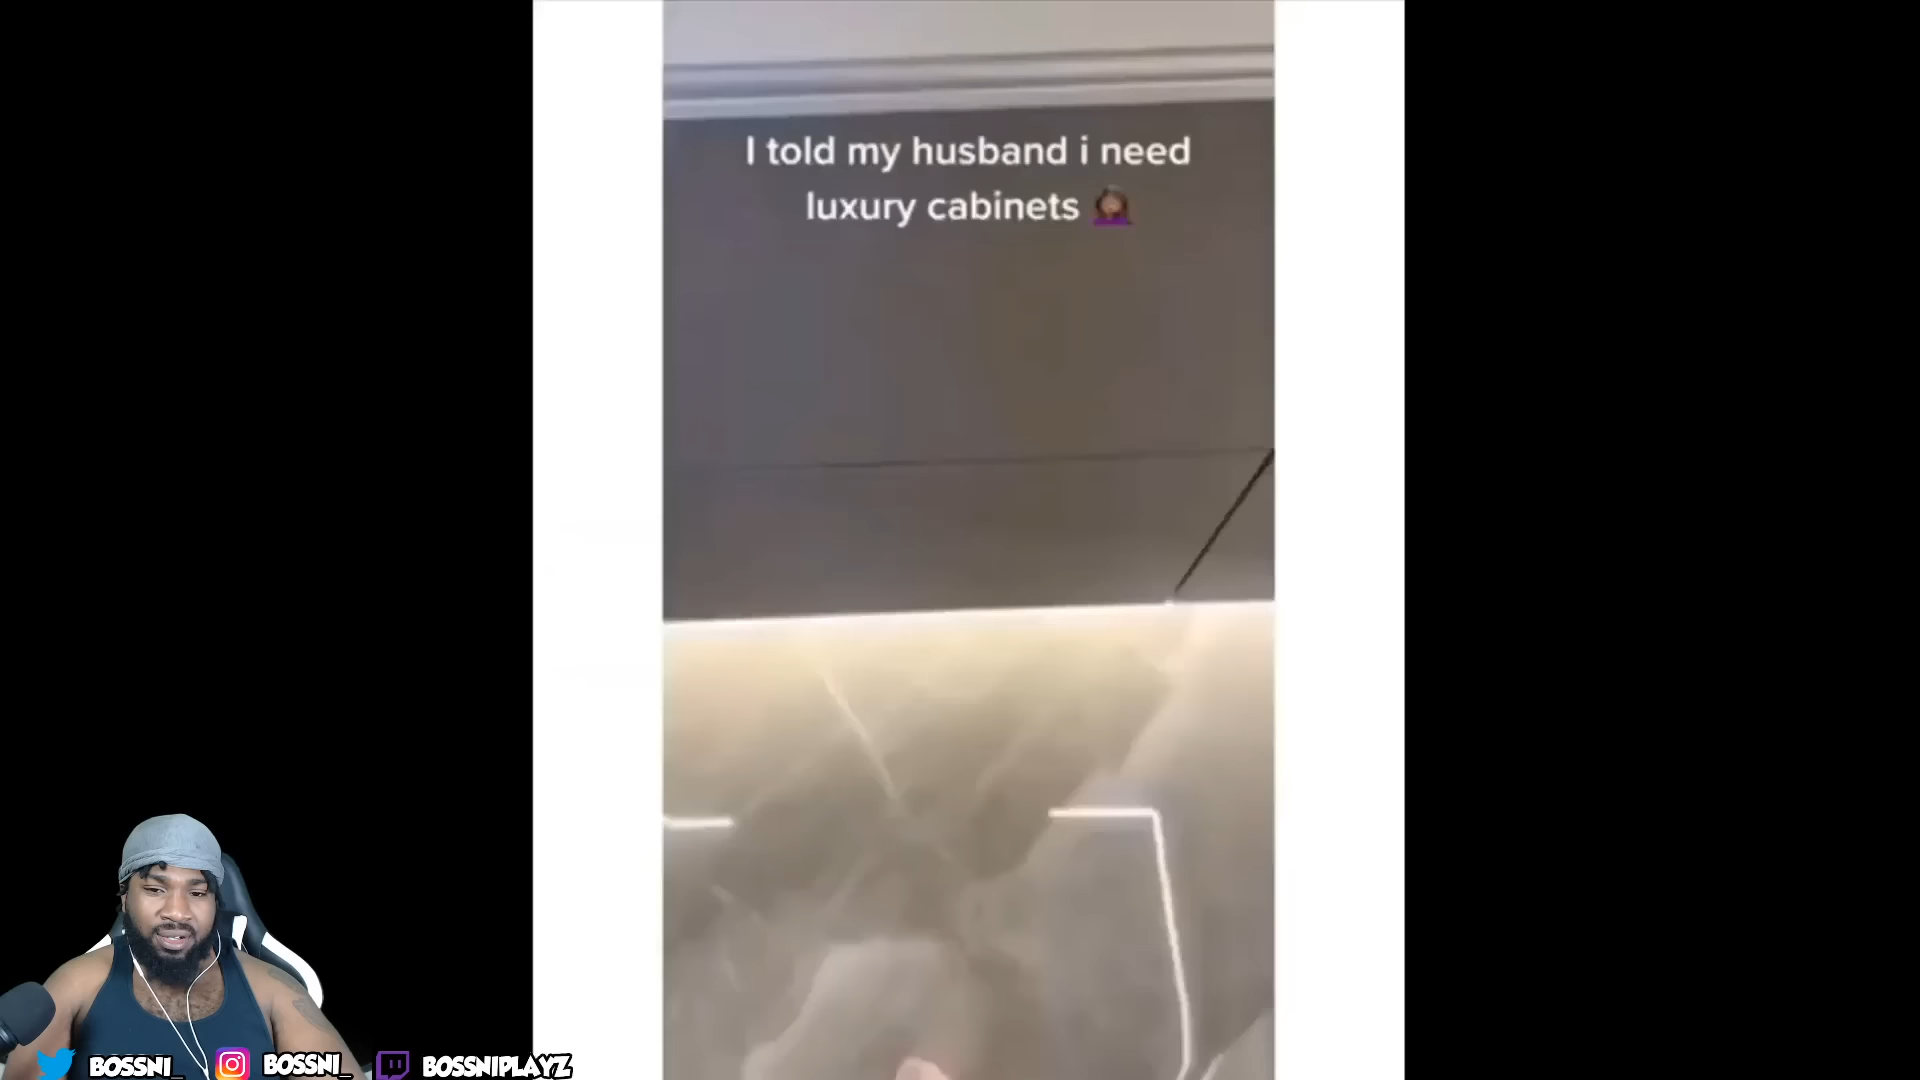 I told my husband i need
luxury cabinets 🤦🏾‍♀️
BOSSNI_ BOSSNI_ BOSSNIPLAYZ